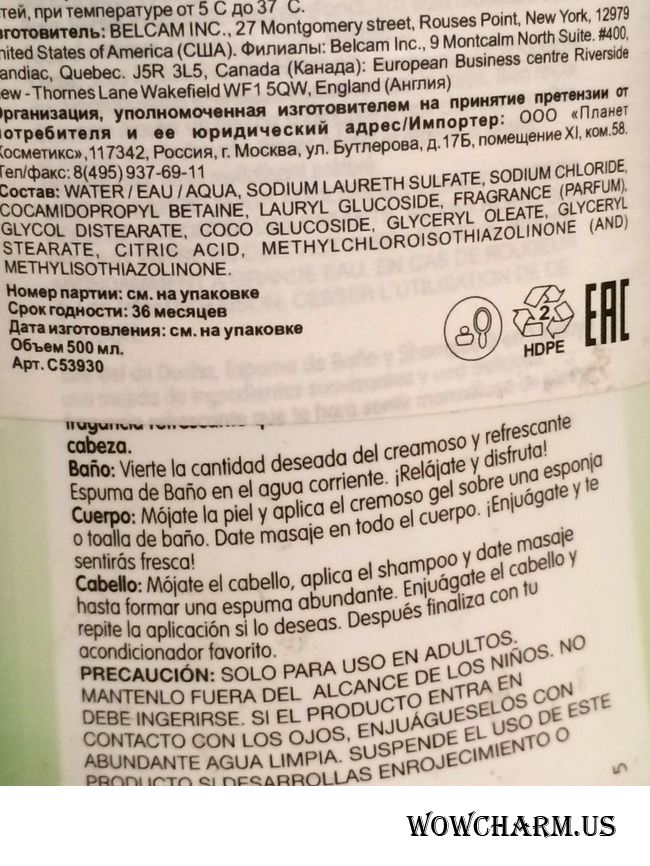 тей, при температуре от 5 С до 37 °С.
зготовитель: BELCAM INC., 27 Montgomery street, Rouses Point, New York, 12979
nited States of America (США). Филиалы: Belcam Inc., 9 Montcalm North Suite. #400,
andiac, Quebec. J5R 3L5, Canada (Канада): European Business centre Riverside
iew - Thornes Lane Wakefield WF1 5QW, England (Англия)
Организация, уполномоченная изготовителем на принятие претензии от
потребителя и ее юридический адрес/Импортер: ООО «Планет
Косметикс», 117342, Россия, г. Москва, ул. Бутлерова, д.17Б, помещение XI, ком.58.
Тел/факс: 8(495) 937-69-11
Состав: WATER / EAU / AQUA, SODIUM LAURETH SULFATE, SODIUM CHLORIDE,
COCAMIDOPROPYL BETAINE, LAURYL GLUCOSIDE, FRAGRANCE (PARFUM),
GLYCOL DISTEARATE, COCO GLUCOSIDE, GLYCERYL OLEATE, GLYCERYL
STEARATE, CITRIC ACID, METHYLCHLOROISOTHIAZOLINONE (AND)
METHYLISOTHIAZOLINONE.
Номер партии: см. на упаковке
Срок годности: 36 месяцев
Дата изготовления: см. на упаковке
Объем 500 мл.
Арт. C53930
2
HDPE
EAC
cabeza.
Baño: Vierte la cantidad deseada del creamoso y refrescante
Espuma de Baño en el agua corriente. ¡Relájate y disfruta!
Cuerpo: Mójate la piel y aplica el cremoso gel sobre una esponja
o toalla de baño. Date masaje en todo el cuerpo. ¡Enjuágate y te
sentirás fresca!
Cabello: Mójate el cabello, aplica el shampoo y date masaje
hasta formar una espuma abundante. Enjuágate el cabello y
repite la aplicación si lo deseas. Después finaliza con tu
acondicionador favorito.
PRECAUCIÓN: SOLO PARA USO EN ADULTOS.
MANTENLO FUERA DEL ALCANCE DE LOS NIÑOS. NO
DEBE INGERIRSE. SI EL PRODUCTO ENTRA EN
CONTACTO CON LOS OJOS, ENJUÁGUESELOS CON
ABUNDANTE AGUA LIMPIA. SUSPENDE EL USO DE ESTE
PRODUCTO SI DESARROLLAS ENROJECIMIENTO O
WOWCHARM.US